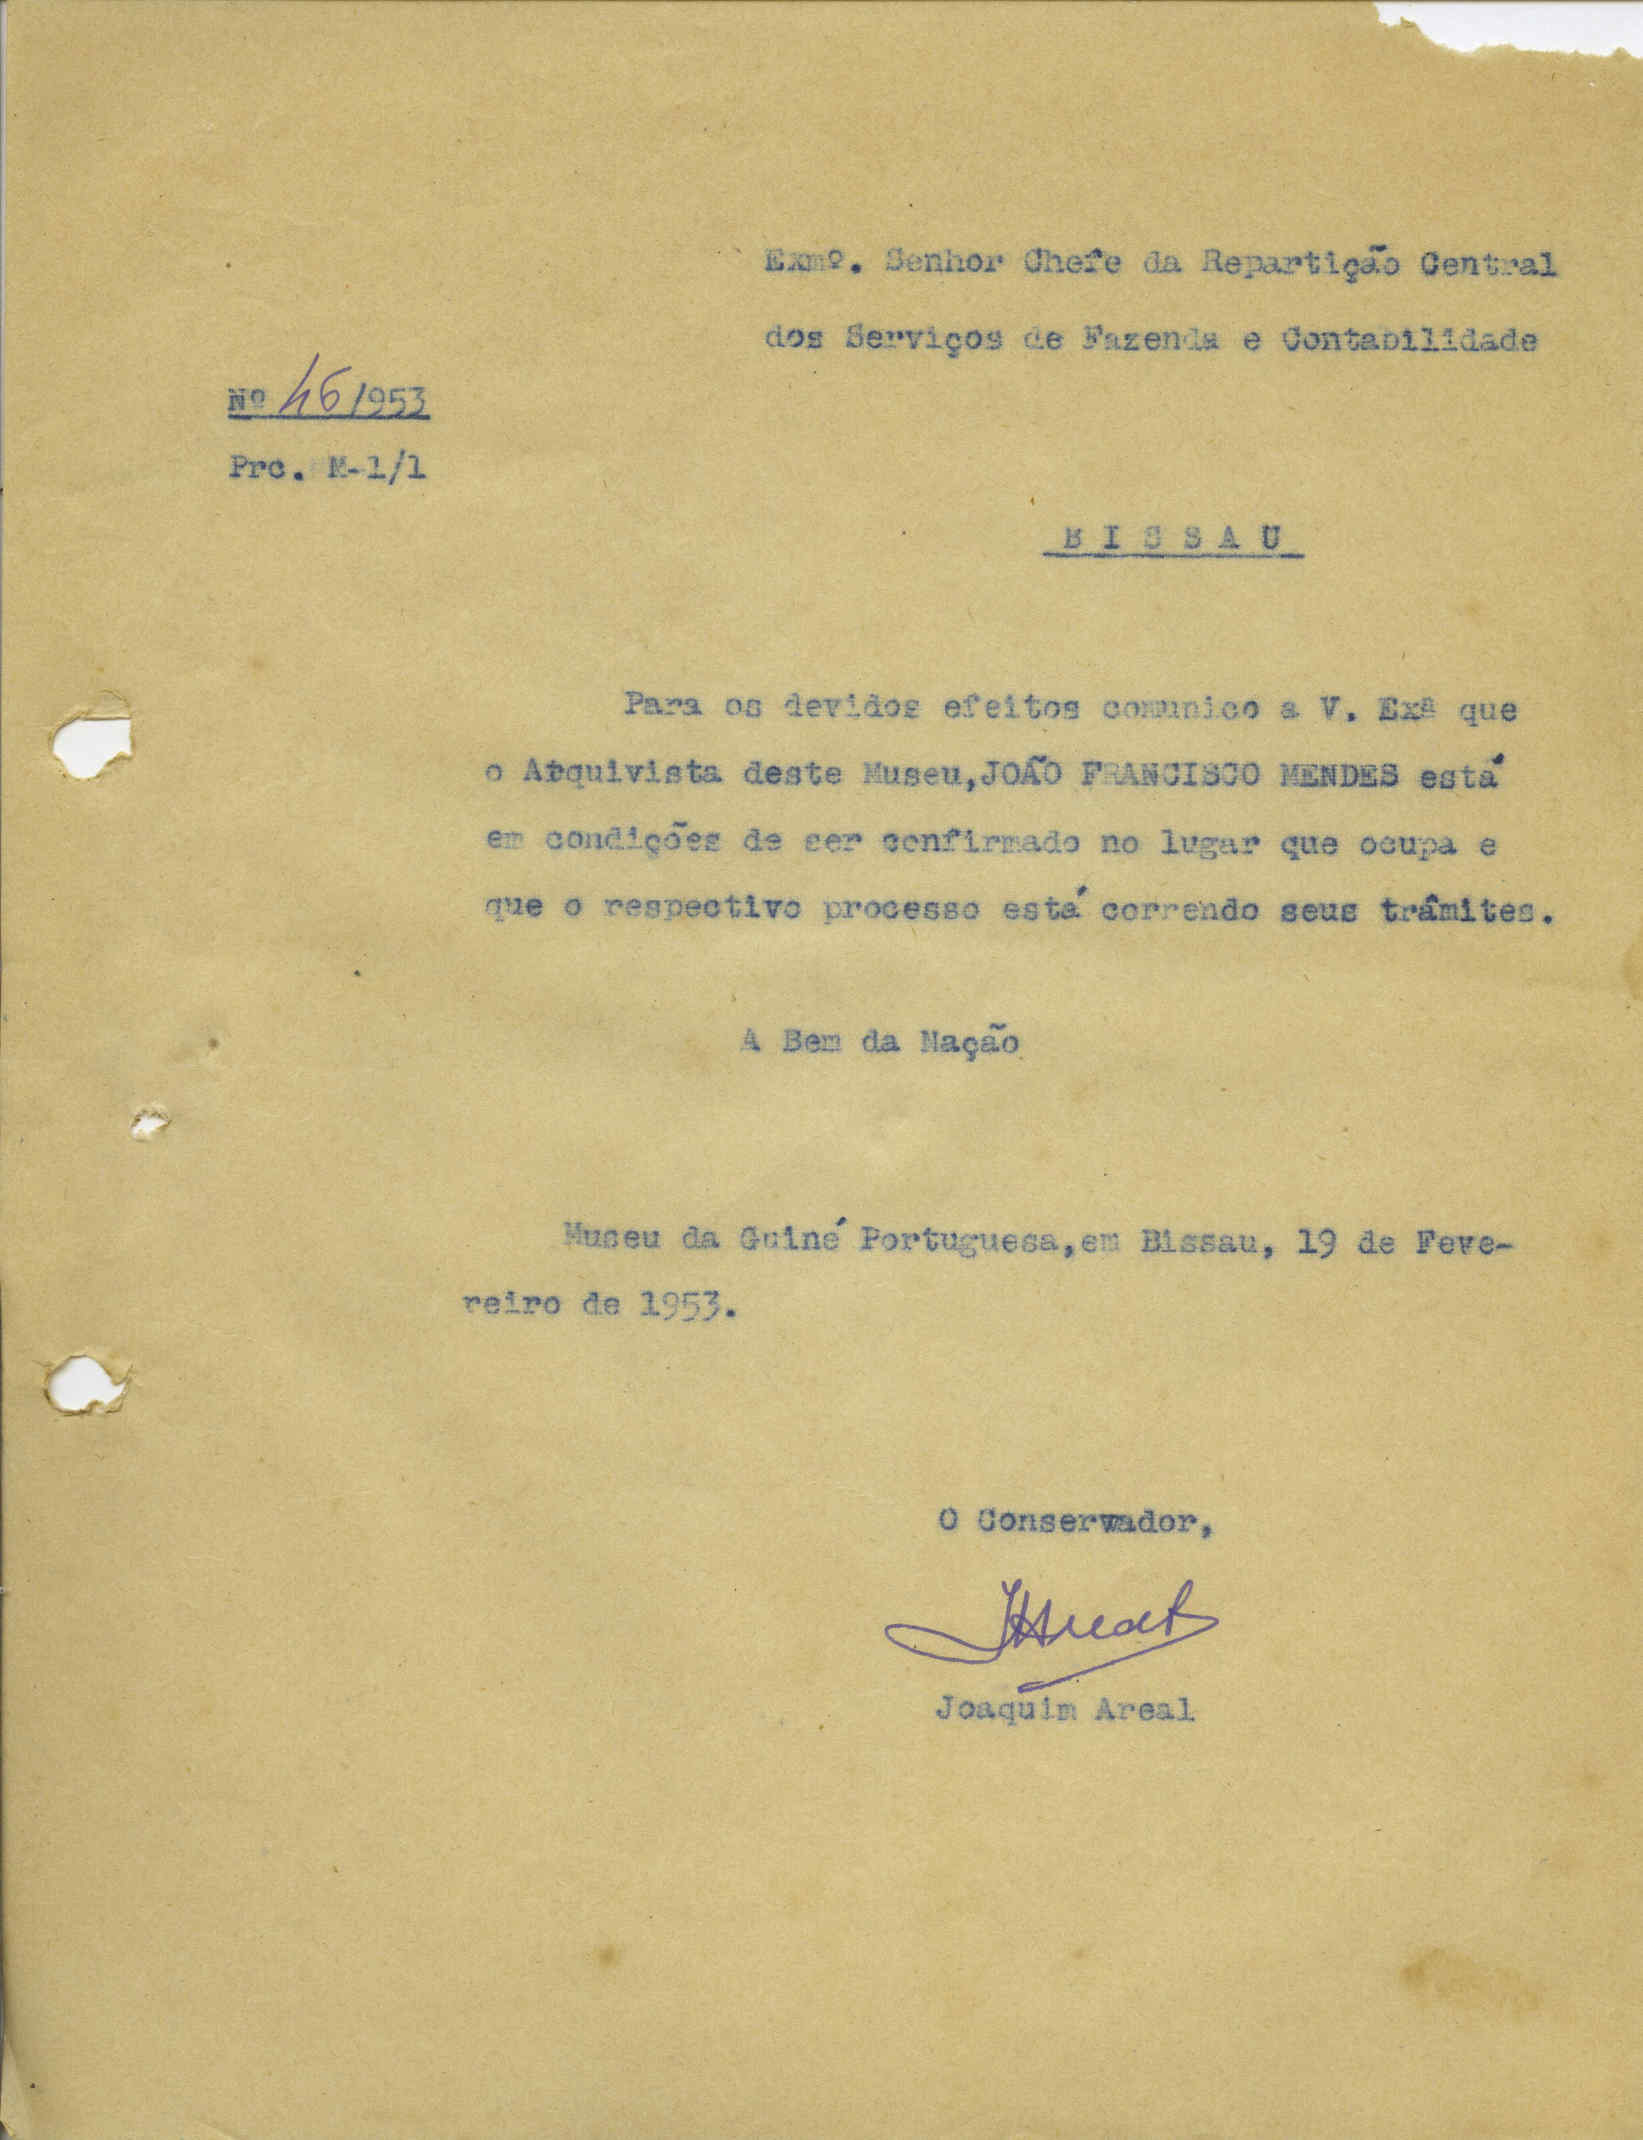 Exmº. Senhor Chefe da Repartição Central
dos Serviços de Fazenda e Contabilidade
Nº 46/1953
Prc. M-1/1
BISSAU
Para os devidos efeitos comunico a V. Exª que
o Arquivista deste Museu,JOÃO FRANCISCO MENDES está
em condições de ser confirmado no lugar que ocupa e
que o respectivo processo está correndo seus trâmites.
A Bem da Nação
Museu da Guiné Portuguesa,em Bissau, 19 de Feve-
reiro de 1953.
O Conservador,
JAreal
Joaquim Areal